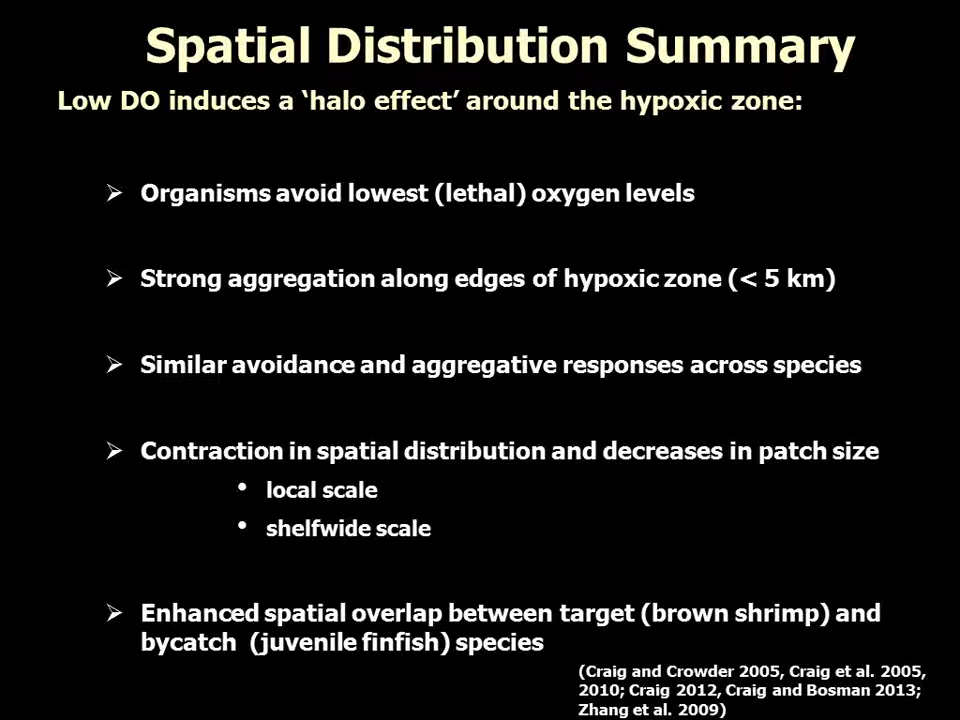 Spatial Distribution Summary
Low DO induces a ‘halo effect’ around the hypoxic zone:
➢ Organisms avoid lowest (lethal) oxygen levels
➢ Strong aggregation along edges of hypoxic zone (< 5 km)
➢ Similar avoidance and aggregative responses across species
➢ Contraction in spatial distribution and decreases in patch size
• local scale
• shelfwide scale
➢ Enhanced spatial overlap between target (brown shrimp) and
bycatch (juvenile finfish) species
(Craig and Crowder 2005, Craig et al. 2005,
2010; Craig 2012, Craig and Bosman 2013;
Zhang et al. 2009)